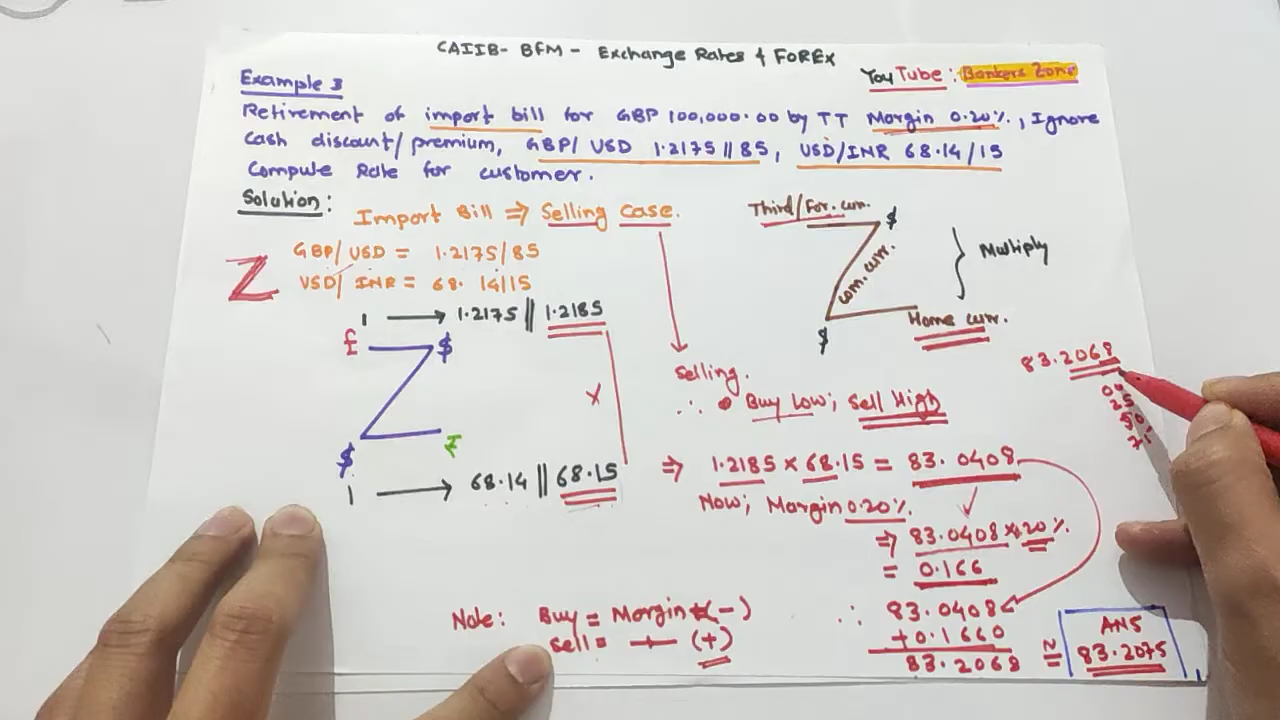 CAIIB- BFM - Exchange Rates & FOREX
YouTube: Bankers Zone
Example 3
Retirement of import bill for GBP 100,000.00 by TT Margin 0.20%, Ignore
Cash discount/premium, GBP/USD 1.2175||85, USD/INR 68.14/15
Compute Rate for customer.
Solution:
Import Bill ⇒ Selling Case.
GBP/USD = 1.2175/85
USD/INR = 68.14/15
1 → 1.2175 || 1.2185
£ $
$ ₹
1 → 68.14 || 68.15
X
Third/For. curr. $
com. curr.
$ Home curr.
} Multiply
Selling.
∴ Buy Low; Sell High
⇒ 1.2185 × 68.15 = 83.0408
Now; Margin 0.20%.
⇒ 83.0408 × .20%
= 0.166
∴ 83.0408
+0.1660
83.2068 ≈ ANS
83.2075
83.2068
25
50
Note: Buy = Margin (-)
Sell = (+)